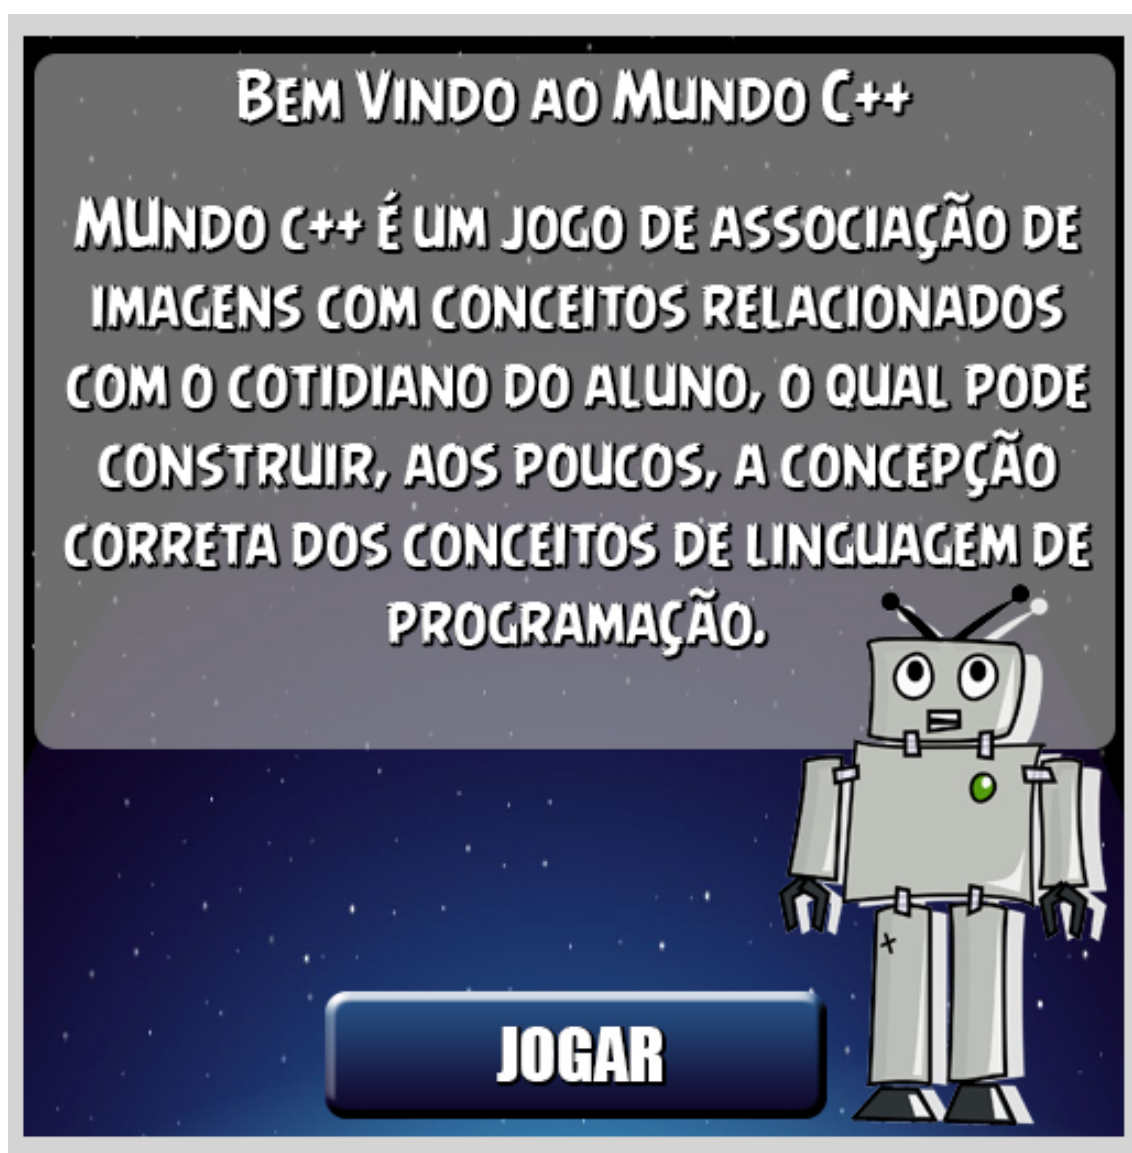 Bem Vindo ao Mundo C++
Mundo c++ é um jogo de associação de
imagens com conceitos relacionados
com o cotidiano do aluno, o qual pode
construir, aos poucos, a concepção
correta dos conceitos de linguagem de
programação.
JOGAR